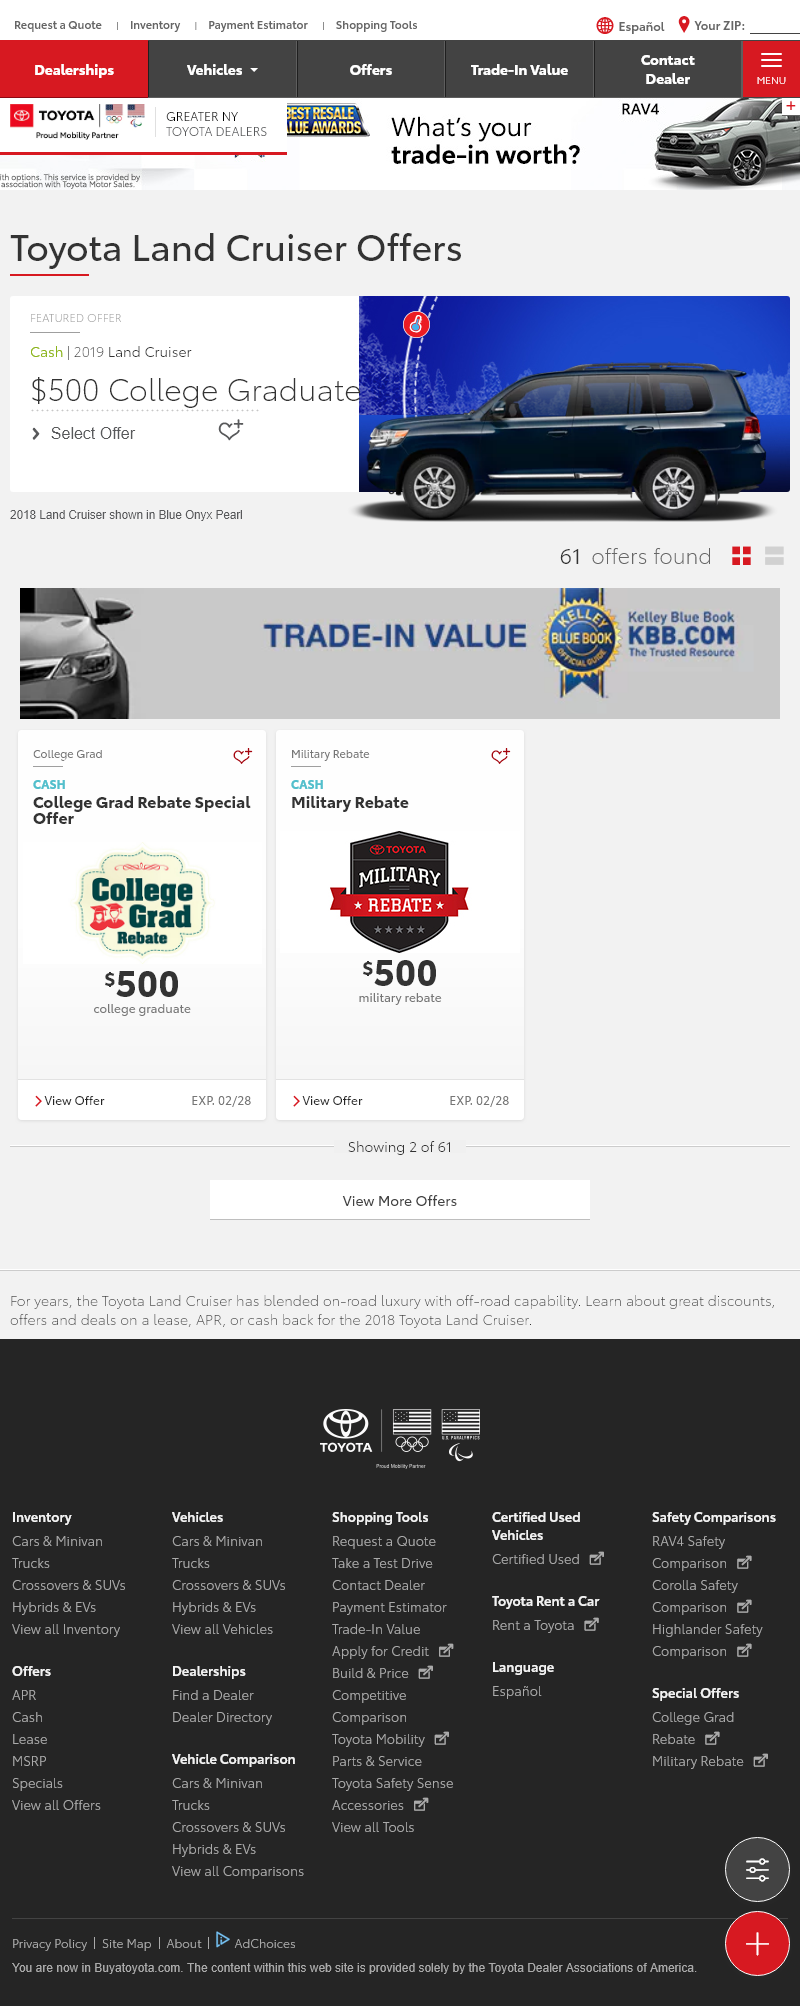 Request a Quote | Inventory | Payment Estimator | Shopping Tools
Español Your ZIP:
Dealerships Vehicles Offers Trade-In Value Contact Dealer MENU
TOYOTA
Proud Mobility Partner
GREATER NY
TOYOTA DEALERS
BEST RESALE
VALUE AWARDS
What's your
trade-in worth?
RAV4
th options. This service is provided by
association with Toyota Motor Sales.
Toyota Land Cruiser Offers
FEATURED OFFER
Cash | 2019 Land Cruiser
$500 College Graduate
Select Offer
2018 Land Cruiser shown in Blue Onyx Pearl
61 offers found
TRADE-IN VALUE
KELLEY
BLUE BOOK
OFFICIAL GUIDE
Kelley Blue Book
KBB.COM
The Trusted Resource
College Grad
CASH
College Grad Rebate Special
Offer
College
Grad
Rebate
$500
college graduate
View Offer EXP. 02/28
Military Rebate
CASH
Military Rebate
TOYOTA
MILITARY
REBATE
$500
military rebate
View Offer EXP. 02/28
Showing 2 of 61
View More Offers
For years, the Toyota Land Cruiser has blended on-road luxury with off-road capability. Learn about great discounts,
offers and deals on a lease, APR, or cash back for the 2018 Toyota Land Cruiser.
TOYOTA
U.S. PARALYMPICS
Proud Mobility Partner
Inventory
Cars & Minivan
Trucks
Crossovers & SUVs
Hybrids & EVs
View all Inventory
Offers
APR
Cash
Lease
MSRP
Specials
View all Offers
Vehicles
Cars & Minivan
Trucks
Crossovers & SUVs
Hybrids & EVs
View all Vehicles
Dealerships
Find a Dealer
Dealer Directory
Vehicle Comparison
Cars & Minivan
Trucks
Crossovers & SUVs
Hybrids & EVs
View all Comparisons
Shopping Tools
Request a Quote
Take a Test Drive
Contact Dealer
Payment Estimator
Trade-In Value
Apply for Credit
Build & Price
Competitive
Comparison
Toyota Mobility
Parts & Service
Toyota Safety Sense
Accessories
View all Tools
Certified Used
Vehicles
Certified Used
Toyota Rent a Car
Rent a Toyota
Language
Español
Safety Comparisons
RAV4 Safety
Comparison
Corolla Safety
Comparison
Highlander Safety
Comparison
Special Offers
College Grad
Rebate
Military Rebate
Privacy Policy | Site Map | About | AdChoices
You are now in Buyatoyota.com. The content within this web site is provided solely by the Toyota Dealer Associations of America.